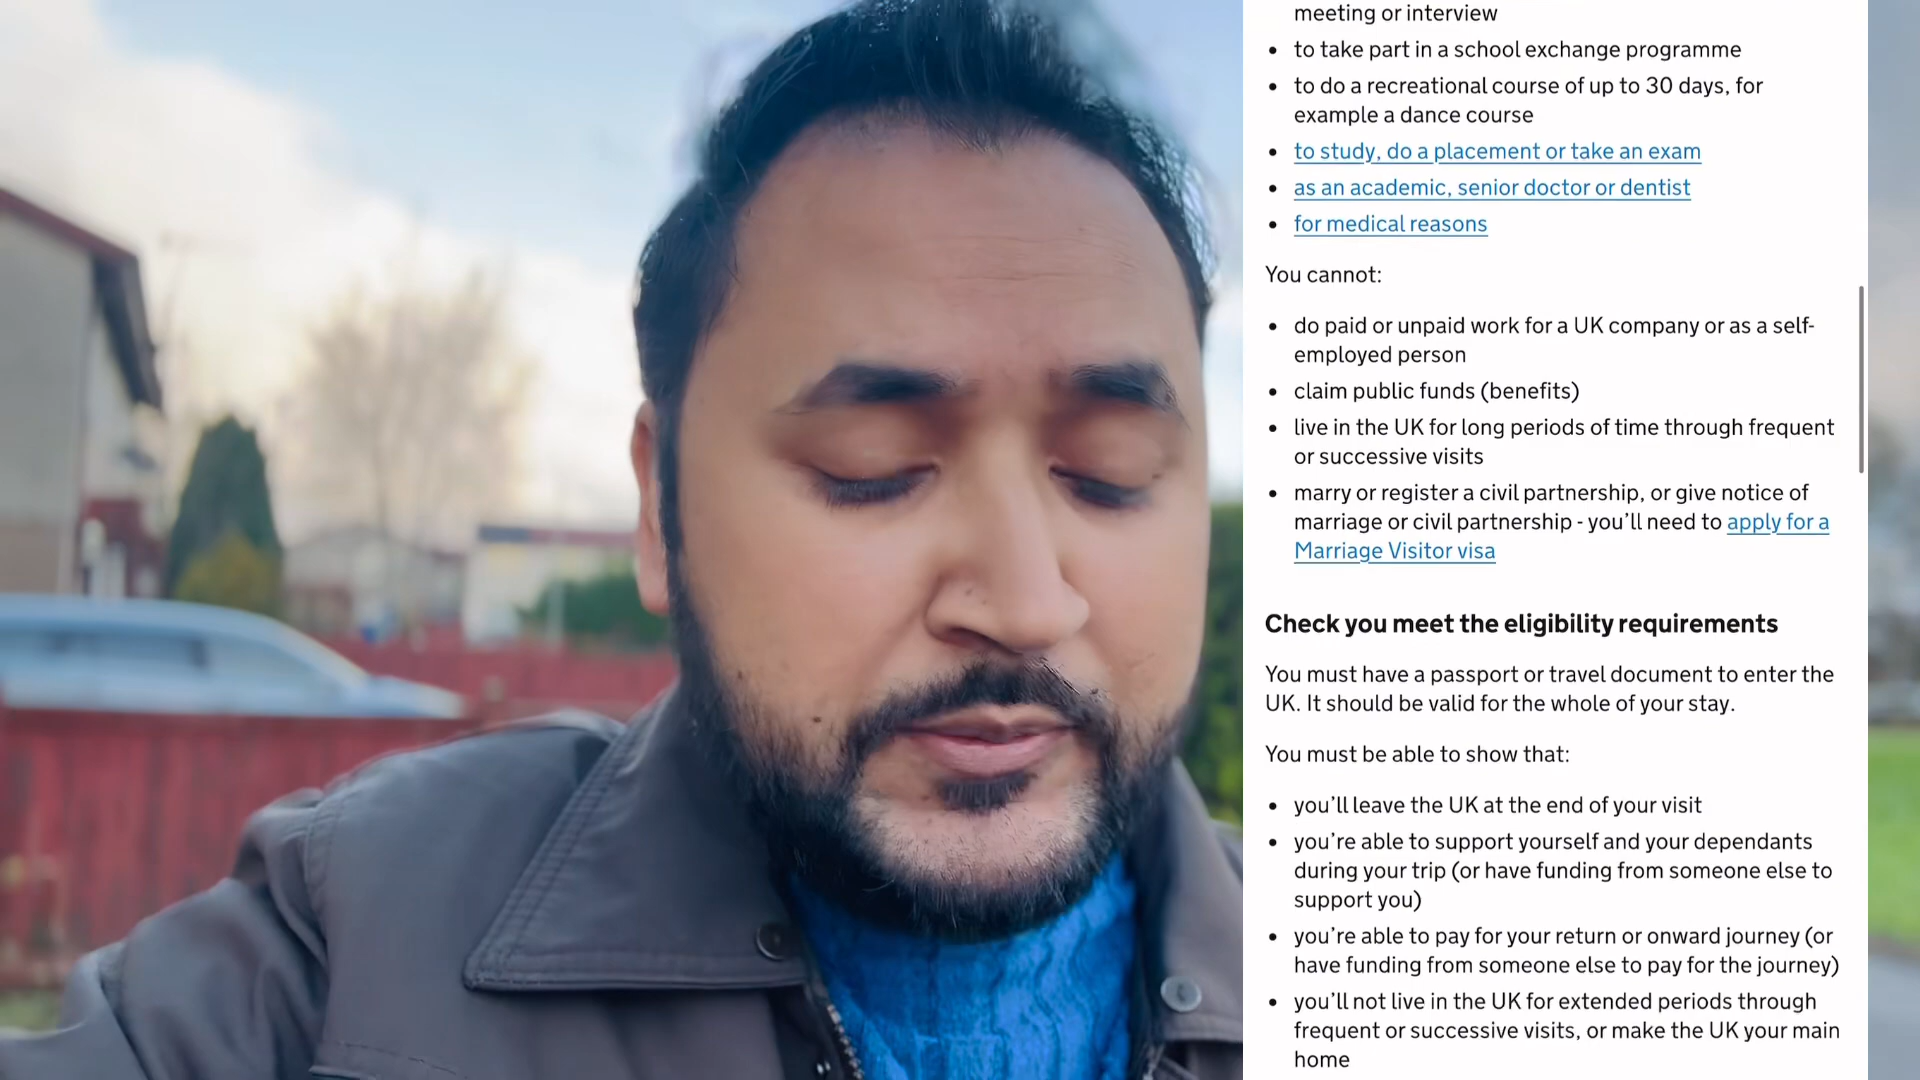 meeting or interview
• to take part in a school exchange programme
• to do a recreational course of up to 30 days, for
example a dance course
• to study, do a placement or take an exam
• as an academic, senior doctor or dentist
• for medical reasons
You cannot:
• do paid or unpaid work for a UK company or as a self-
employed person
• claim public funds (benefits)
• live in the UK for long periods of time through frequent
or successive visits
• marry or register a civil partnership, or give notice of
marriage or civil partnership - you’ll need to apply for a
Marriage Visitor visa
Check you meet the eligibility requirements
You must have a passport or travel document to enter the
UK. It should be valid for the whole of your stay.
You must be able to show that:
• you’ll leave the UK at the end of your visit
• you’re able to support yourself and your dependants
during your trip (or have funding from someone else to
support you)
• you’re able to pay for your return or onward journey (or
have funding from someone else to pay for the journey)
• you’ll not live in the UK for extended periods through
frequent or successive visits, or make the UK your main
home